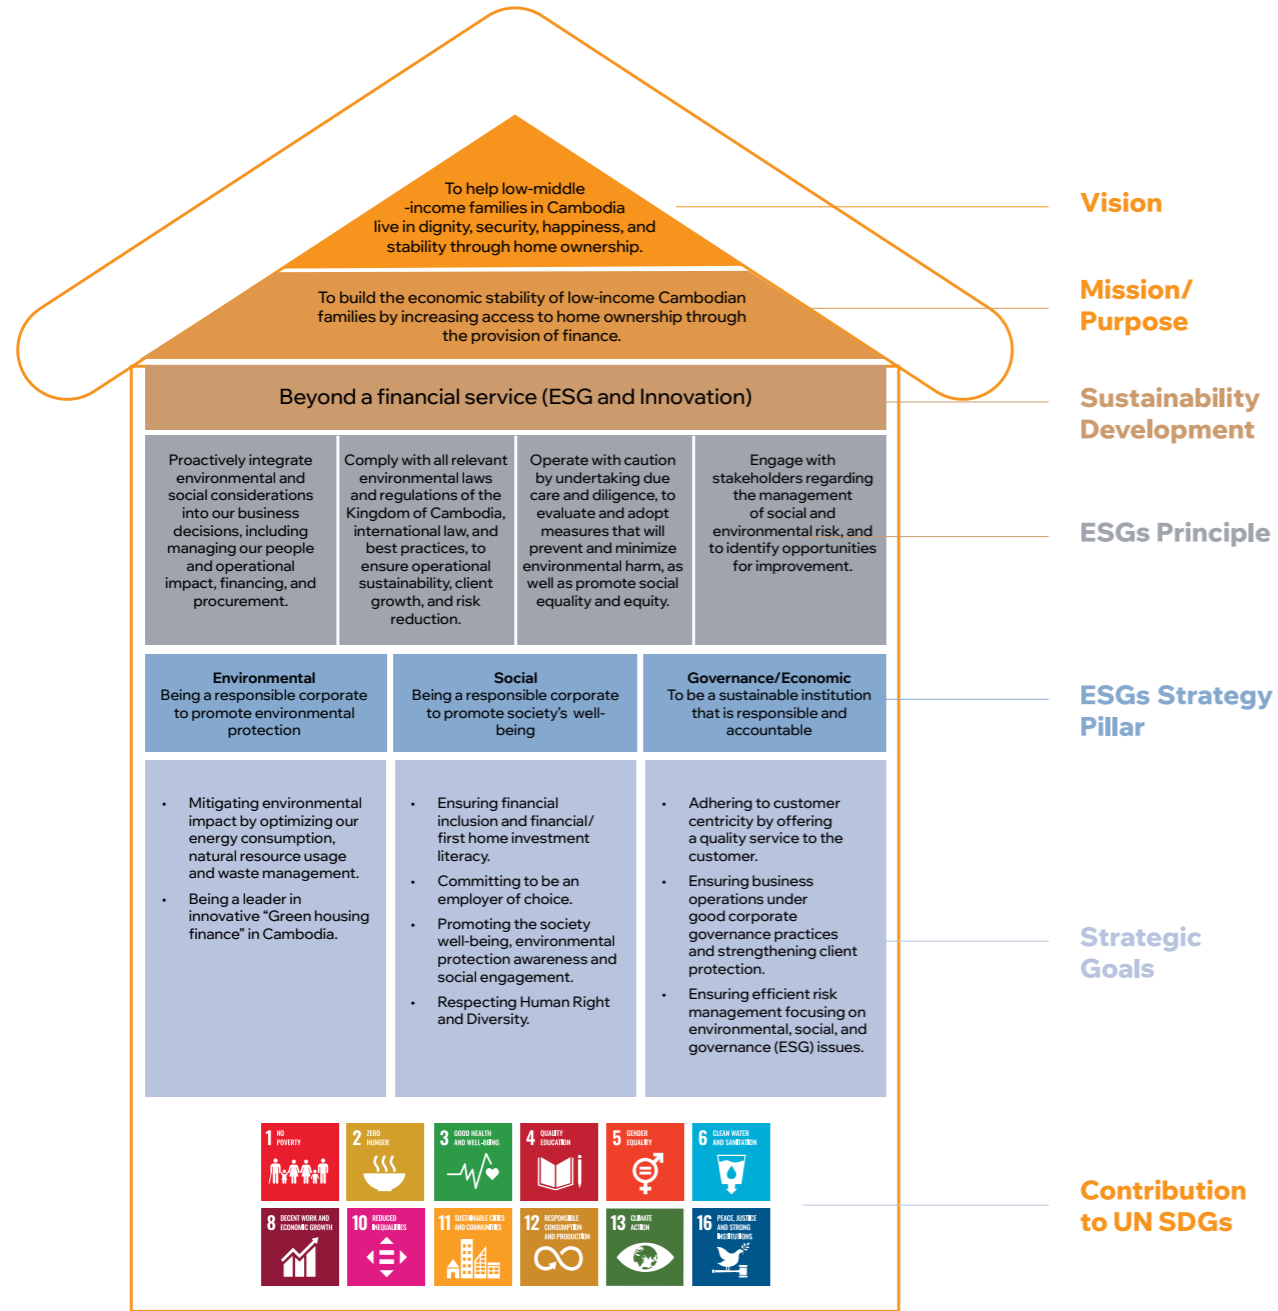 To help low-middle
-income families in Cambodia
live in dignity, security, happiness, and
stability through home ownership.
Vision
To build the economic stability of low-income Cambodian
families by increasing access to home ownership through
the provision of finance.
Mission/
Purpose
Beyond a financial service (ESG and Innovation)
Sustainability
Development
Proactively integrate
environmental and
social considerations
into our business
decisions, including
managing our people
and operational
impact, financing, and
procurement.
Comply with all relevant
environmental laws
and regulations of the
Kingdom of Cambodia,
international law, and
best practices, to
ensure operational
sustainability, client
growth, and risk
reduction.
Operate with caution
by undertaking due
care and diligence, to
evaluate and adopt
measures that will
prevent and minimize
environmental harm, as
well as promote social
equality and equity.
Engage with
stakeholders regarding
the management
of social and
environmental risk, and
to identify opportunities
for improvement.
ESGs Principle
Environmental
Being a responsible corporate
to promote environmental
protection
Social
Being a responsible corporate
to promote society's well-
being
Governance/Economic
To be a sustainable institution
that is responsible and
accountable
ESGs Strategy
Pillar
• Mitigating environmental
impact by optimizing our
energy consumption,
natural resource usage
and waste management.
• Being a leader in
innovative “Green housing
finance” in Cambodia.
• Ensuring financial
inclusion and financial/
first home investment
literacy.
• Committing to be an
employer of choice.
• Promoting the society
well-being, environmental
protection awareness and
social engagement.
• Respecting Human Right
and Diversity.
• Adhering to customer
centricity by offering
a quality service to the
customer.
• Ensuring business
operations under
good corporate
governance practices
and strengthening client
protection.
• Ensuring efficient risk
management focusing on
environmental, social, and
governance (ESG) issues.
Strategic
Goals
1 NO
POVERTY
2 ZERO
HUNGER
3 GOOD HEALTH
AND WELL-BEING
4 QUALITY
EDUCATION
5 GENDER
EQUALITY
6 CLEAN WATER
AND SANITATION
8 DECENT WORK AND
ECONOMIC GROWTH
10 REDUCED
INEQUALITIES
11 SUSTAINABLE CITIES
AND COMMUNITIES
12 RESPONSIBLE
CONSUMPTION
AND PRODUCTION
13 CLIMATE
ACTION
16 PEACE, JUSTICE
AND STRONG
INSTITUTIONS
Contribution
to UN SDGs